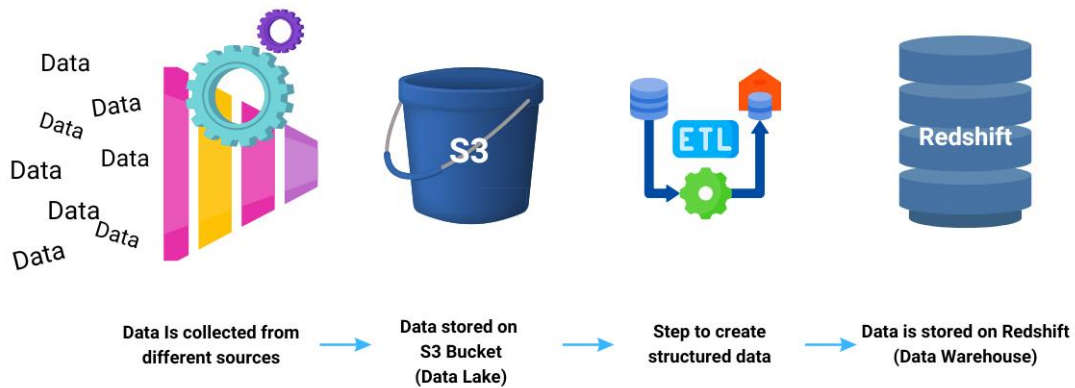 Data
Data
Data
Data
Data
Data
Data
Data
S3
ETL
Redshift
Data Is collected from
different sources
Data stored on
S3 Bucket
(Data Lake)
Step to create
structured data
Data is stored on Redshift
(Data Warehouse)